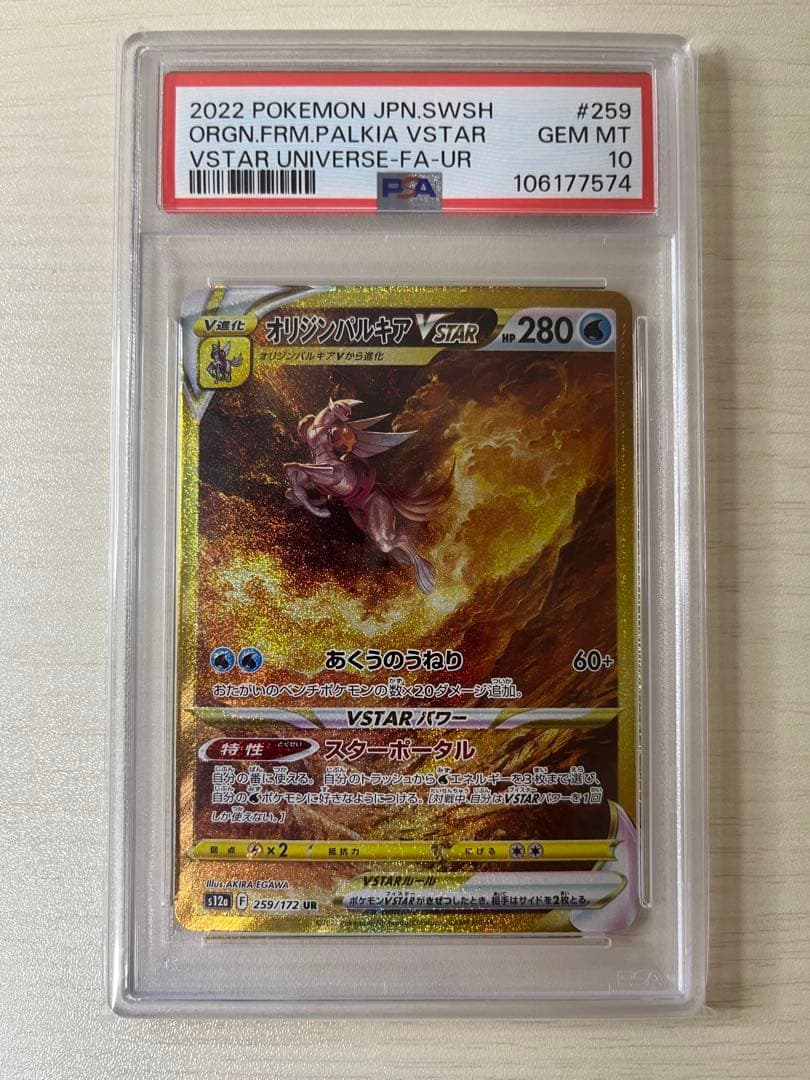 2022 POKEMON JPN.SWSH #259
ORGN.FRM.PALKIA VSTAR GEM MT
VSTAR UNIVERSE-FA-UR 10
PSA 106177574
V進化 オリジンパルキア VSTAR HP 280
オリジンパルキアVから進化
あくうのうねり 60+
おたがいのベンチポケモンの数×20ダメージ追加。
VSTARパワー
特性 スターポータル
自分の番に使える。自分のトラッシュからエネルギーを3枚まで選び、
自分のポケモンに好きなようにつける。[対戦中、自分はVSTARパワーを1回
しか使えない。]
弱点 ×2 抵抗力 にげる
Illus. AKIRA EGAWA VSTARルール
s12a F 259/172 UR ポケモンVSTARがきぜつしたとき、相手はサイドを2枚とる。
PSA